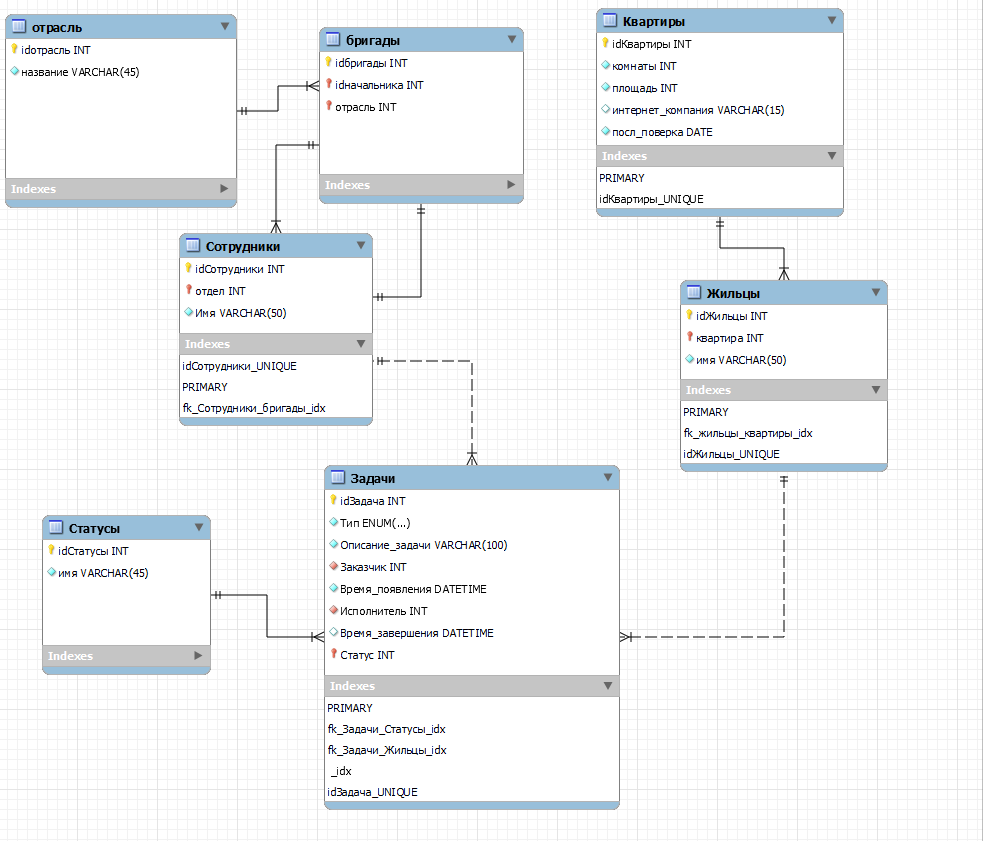 отрасль
idотрасль INT
название VARCHAR(45)
Indexes
бригады
idбригады INT
idначальника INT
отрасль INT
Indexes
Квартиры
idКвартиры INT
комнаты INT
площадь INT
интернет_компания VARCHAR(15)
посл_поверка DATE
Indexes
PRIMARY
idКвартиры_UNIQUE
Сотрудники
idСотрудники INT
отдел INT
Имя VARCHAR(50)
Indexes
idСотрудники_UNIQUE
PRIMARY
fk_Сотрудники_бригады_idx
Жильцы
idЖильцы INT
квартира INT
имя VARCHAR(50)
Indexes
PRIMARY
fk_жильцы_квартиры_idx
idЖильцы_UNIQUE
Статусы
idСтатусы INT
имя VARCHAR(45)
Indexes
Задачи
idЗадача INT
Тип ENUM(...)
Описание_задачи VARCHAR(100)
Заказчик INT
Время_появления DATETIME
Исполнитель INT
Время_завершения DATETIME
Статус INT
Indexes
PRIMARY
fk_Задачи_Статусы_idx
fk_Задачи_Жильцы_idx
_idx
idЗадача_UNIQUE